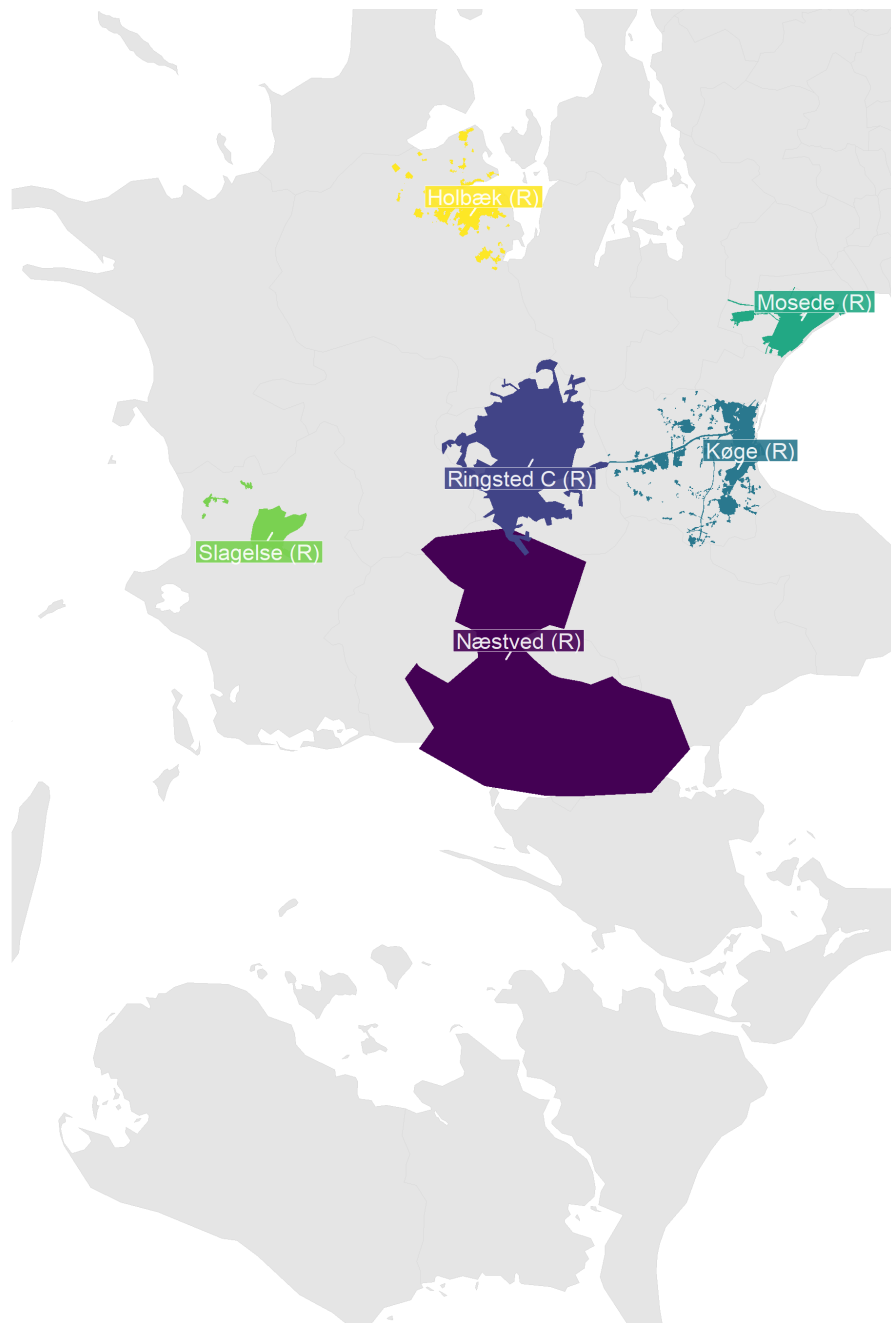 Holbæk (R)
Mosede (R)
Køge (R)
Ringsted C (R)
Slagelse (R)
Næstved (R)